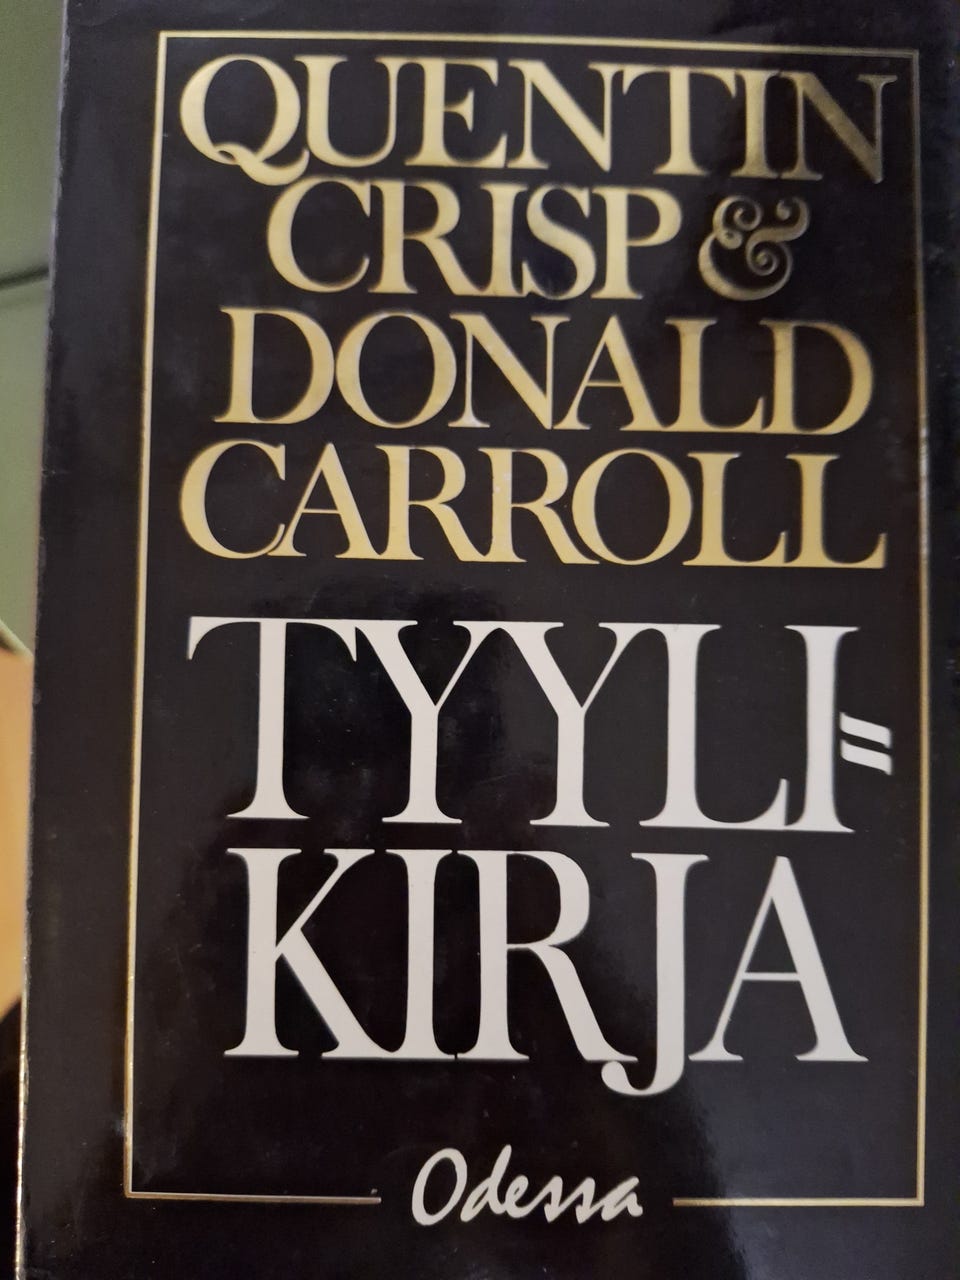 QUENTIN
CRISP &
DONALD
CARROLL
TYYLI=
KIRJA
Odessa